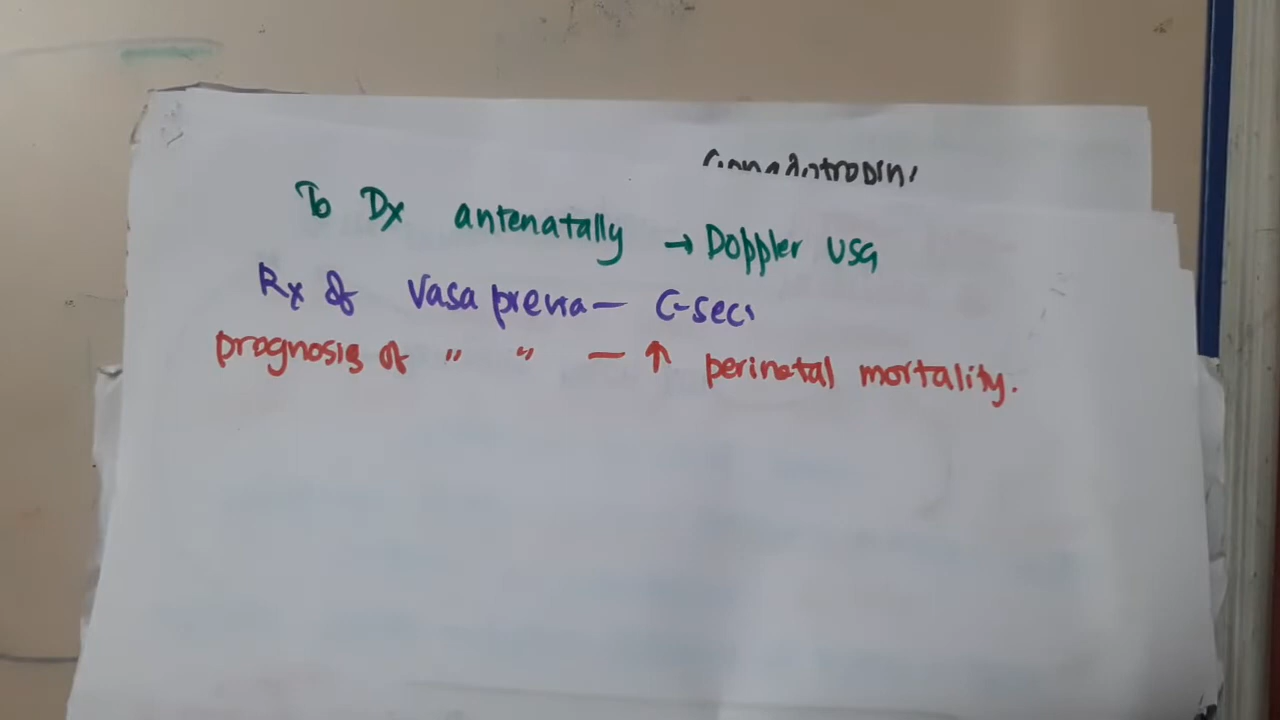 To Dx antenatally → Doppler USG
Rx of Vasa previa — C-sec
prognosis of " " — ↑ perinatal mortality.